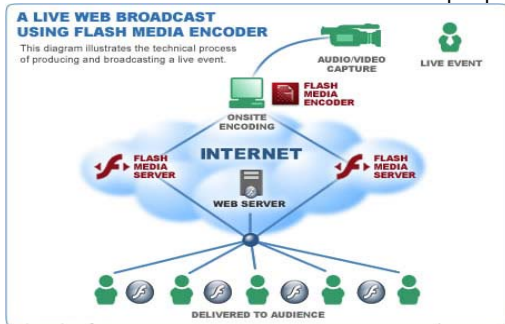 A LIVE WEB BROADCAST
USING FLASH MEDIA ENCODER
This diagram illustrates the technical process
of producing and broadcasting a live event.
AUDIO/VIDEO
CAPTURE
LIVE EVENT
FLASH
MEDIA
ENCODER
ONSITE
ENCODING
INTERNET
FLASH
MEDIA
SERVER
FLASH
MEDIA
SERVER
WEB SERVER
DELIVERED TO AUDIENCE